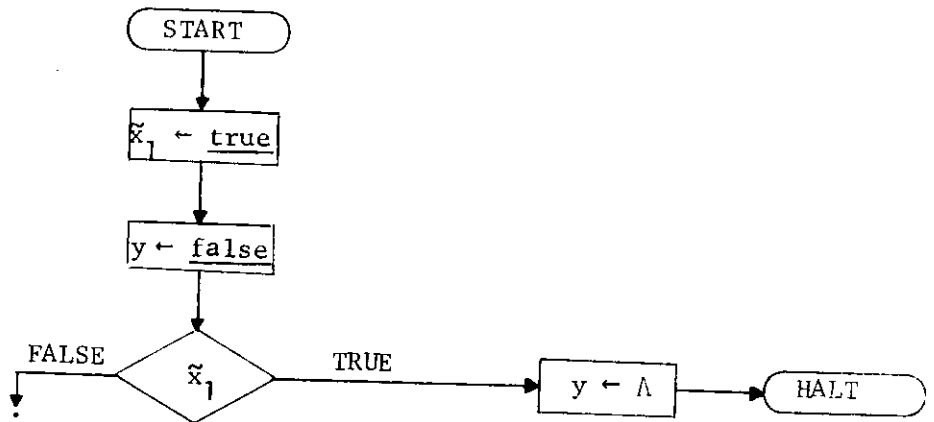 START
x̃₁ ← true
y ← false
FALSE
x̃₁
TRUE
y ← Λ
HALT